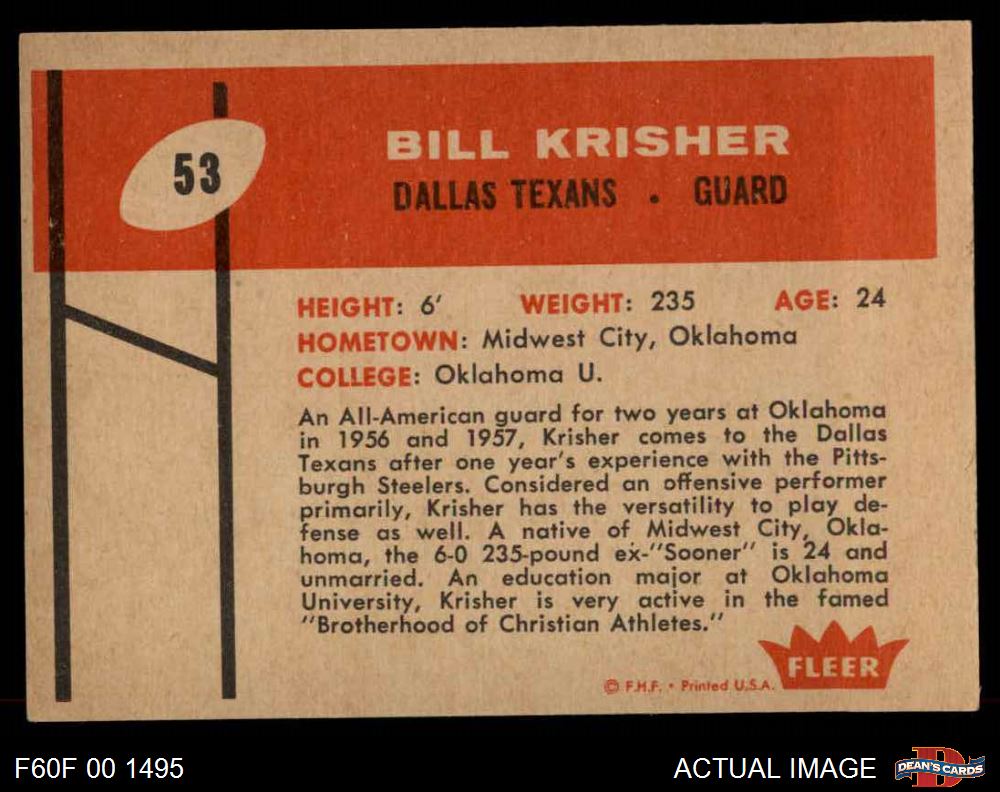 53
BILL KRISHER
DALLAS TEXANS . GUARD
HEIGHT: 6' WEIGHT: 235 AGE: 24
HOMETOWN: Midwest City, Oklahoma
COLLEGE: Oklahoma U.
An All-American guard for two years at Oklahoma
in 1956 and 1957, Krisher comes to the Dallas
Texans after one year's experience with the Pitts-
burgh Steelers. Considered an offensive performer
primarily, Krisher has the versatility to play de-
fense as well. A native of Midwest City, Okla-
homa, the 6-0 235-pound ex-"Sooner" is 24 and
unmarried. An education major at Oklahoma
University, Krisher is very active in the famed
"Brotherhood of Christian Athletes."
FLEER
© F.H.F. • Printed U.S.A.
F60F 00 1495
ACTUAL IMAGE
D
DEAN'S CARDS